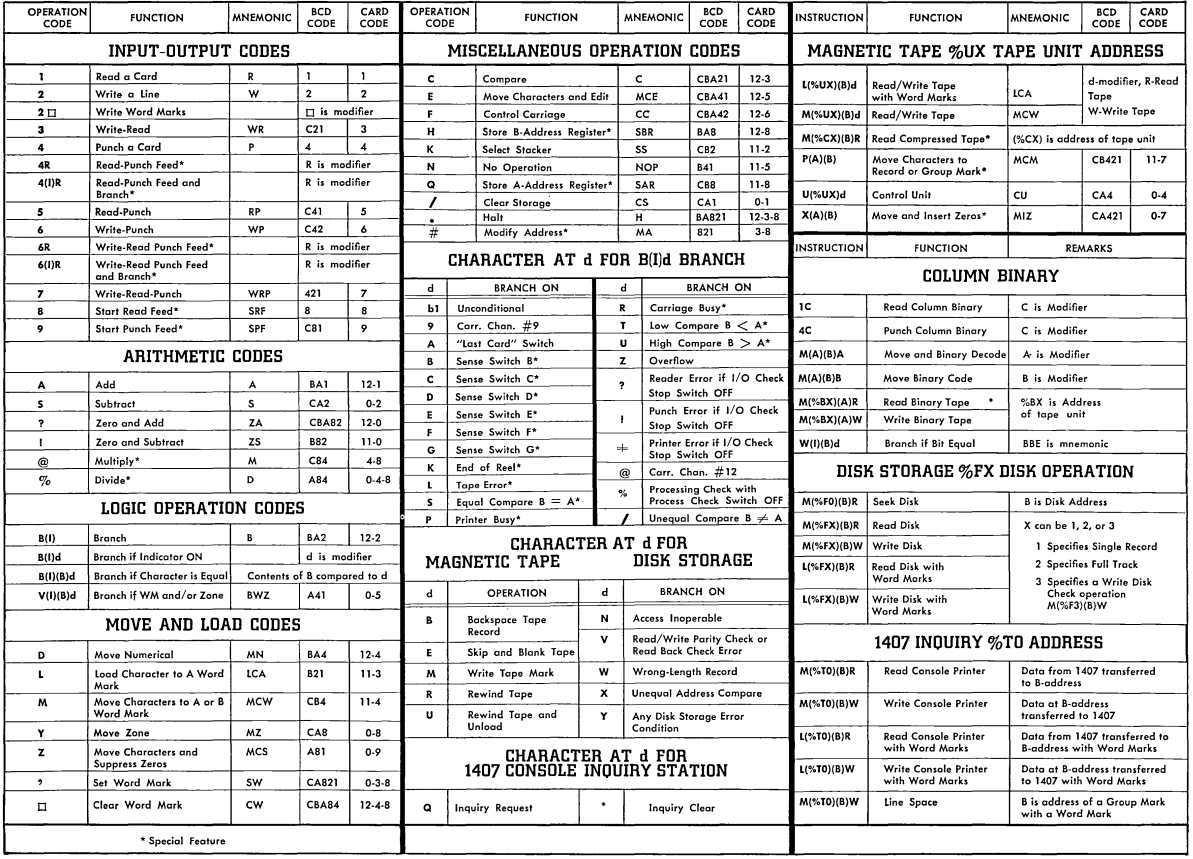 OPERATION CODE FUNCTION MNEMONIC BCD CODE CARD CODE
INPUT-OUTPUT CODES
1 Read a Card R 1 1
2 Write a Line W 2 2
2 □ Write Word Marks □ is modifier
3 Write-Read WR C21 3
4 Punch a Card P 4 4
4R Read-Punch Feed* R is modifier
4(I)R Read-Punch Feed and R is modifier
Branch*
5 Read-Punch RP C41 5
6 Write-Punch WP C42 6
6R Write-Read Punch Feed* R is modifier
6(I)R Write-Read Punch Feed R is modifier
and Branch*
7 Write-Read-Punch WRP 421 7
8 Start Read Feed* SRF 8 8
9 Start Punch Feed* SPF C81 9
ARITHMETIC CODES
A Add A BA1 12-1
S Subtract S CA2 0-2
? Zero and Add ZA CBA82 12-0
! Zero and Subtract ZS B82 11-0
@ Multiply* M C84 4-8
% Divide* D A84 0-4-8
LOGIC OPERATION CODES
B(I) Branch B BA2 12-2
B(I)d Branch if Indicator ON d is modifier
B(I)(B)d Branch if Character is Equal Contents of B compared to d
V(I)(B)d Branch if WM and/or Zone BWZ A41 0-5
MOVE AND LOAD CODES
D Move Numerical MN BA4 12-4
L Load Character to A Word LCA B21 11-3
Mark
M Move Characters to A or B MCW CB4 11-4
Word Mark
Y Move Zone MZ CA8 0-8
Z Move Characters and MCS A81 0-9
Suppress Zeros
, Set Word Mark SW CA821 0-3-8
□ Clear Word Mark CW CBA84 12-4-8
* Special Feature
OPERATION CODE FUNCTION MNEMONIC BCD CODE CARD CODE
MISCELLANEOUS OPERATION CODES
C Compare C CBA21 12-3
E Move Characters and Edit MCE CBA41 12-5
F Control Carriage CC CBA42 12-6
H Store B-Address Register* SBR BA8 12-8
K Select Stacker SS CB2 11-2
N No Operation NOP B41 11-5
Q Store A-Address Register* SAR CB8 11-8
/ Clear Storage CS CA1 0-1
. Halt H BA821 12-3-8
# Modify Address* MA 821 3-8
CHARACTER AT d FOR B(I)d BRANCH
d BRANCH ON d BRANCH ON
b1 Unconditional R Carriage Busy*
9 Carr. Chan. #9 T Low Compare B < A*
A "Last Card" Switch U High Compare B > A*
B Sense Switch B* Z Overflow
C Sense Switch C* ? Reader Error if I/O Check
Stop Switch OFF
D Sense Switch D*
E Sense Switch E* ! Punch Error if I/O Check
Stop Switch OFF
F Sense Switch F*
G Sense Switch G* ‡ Printer Error if I/O Check
Stop Switch OFF
K End of Reel* @ Carr. Chan. #12
L Tape Error* % Processing Check with
Process Check Switch OFF
S Equal Compare B = A*
P Printer Busy* / Unequal Compare B ≠ A
CHARACTER AT d FOR
MAGNETIC TAPE DISK STORAGE
d OPERATION d BRANCH ON
B Backspace Tape N Access Inoperable
Record
E Skip and Blank Tape V Read/Write Parity Check or
Read Back Check Error
M Write Tape Mark W Wrong-Length Record
R Rewind Tape X Unequal Address Compare
U Rewind Tape and Y Any Disk Storage Error
Unload Condition
CHARACTER AT d FOR
1407 CONSOLE INQUIRY STATION
Q Inquiry Request * Inquiry Clear
INSTRUCTION FUNCTION MNEMONIC BCD CODE CARD CODE
MAGNETIC TAPE %UX TAPE UNIT ADDRESS
L(%UX)(B)d Read/Write Tape LCA d-modifier, R-Read
with Word Marks Tape
M(%UX)(B)d Read/Write Tape MCW W-Write Tape
M(%CX)(B)R Read Compressed Tape* (%CX) is address of tape unit
P(A)(B) Move Characters to MCM CB421 11-7
Record or Group Mark*
U(%UX)d Control Unit CU CA4 0-4
X(A)(B) Move and Insert Zeros* MIZ CA421 0-7
INSTRUCTION FUNCTION REMARKS
COLUMN BINARY
1C Read Column Binary C is Modifier
4C Punch Column Binary C is Modifier
M(A)(B)A Move and Binary Decode A is Modifier
M(A)(B)B Move Binary Code B is Modifier
M(%BX)(A)R Read Binary Tape * %BX is Address
of tape unit
M(%BX)(A)W Write Binary Tape
W(I)(B)d Branch if Bit Equal BBE is mnemonic
DISK STORAGE %FX DISK OPERATION
M(%F0)(B)R Seek Disk B is Disk Address
M(%FX)(B)R Read Disk X can be 1, 2, or 3
M(%FX)(B)W Write Disk 1 Specifies Single Record
L(%FX)(B)R Read Disk with 2 Specifies Full Track
Word Marks 3 Specifies a Write Disk
Check operation
L(%FX)(B)W Write Disk with M(%F3)(B)W
Word Marks
1407 INQUIRY %TO ADDRESS
M(%T0)(B)R Read Console Printer Data from 1407 transferred
to B-address
M(%T0)(B)W Write Console Printer Data at B-address
transferred to 1407
L(%T0)(B)R Read Console Printer Data from 1407 transferred to
with Word Marks B-address with Word Marks
L(%T0)(B)W Write Console Printer Data at B-address transferred
with Word Marks to 1407 with Word Marks
M(%T0)(B)W Line Space B is address of a Group Mark
with a Word Mark